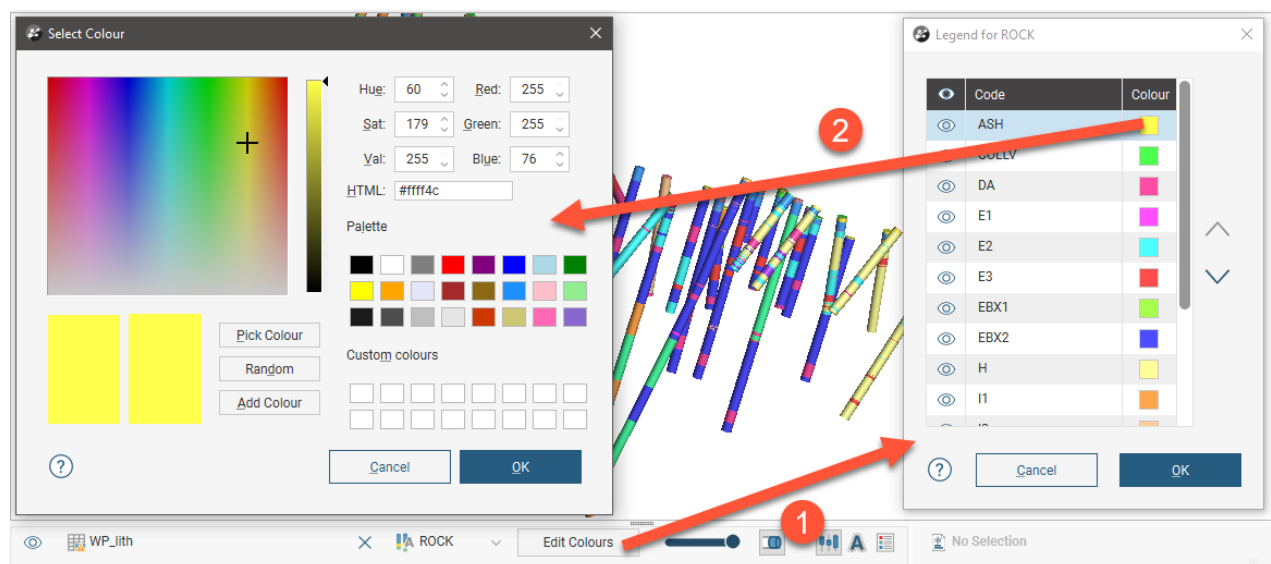 Select Colour
Hue: 60 Red: 255
Sat: 179 Green: 255
Val: 255 Blue: 76
HTML: #ffff4c
Palette
Pick Colour
Random
Add Colour
Custom colours
Cancel OK
Legend for ROCK
Code Colour
ASH
COLLV
DA
E1
E2
E3
EBX1
EBX2
H
I1
Cancel OK
2
1
WP_lith ROCK Edit Colours A No Selection